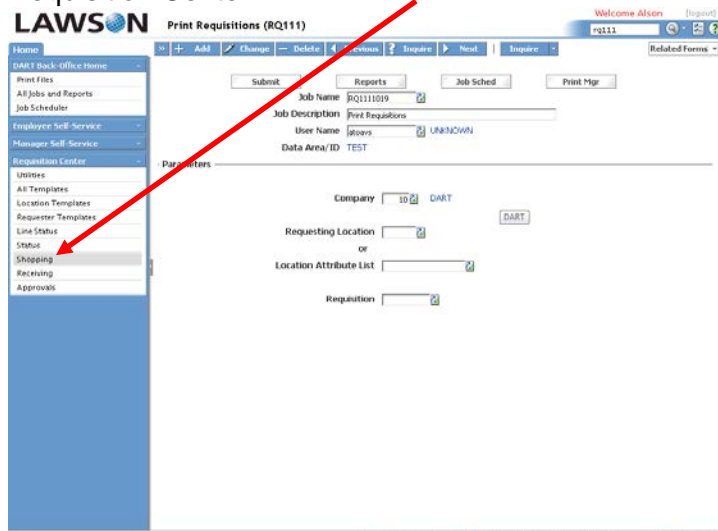 LAWSON
Print Requisitions (RQ111)
Welcome Alson [logout]
rq111
Home
+ Add Change — Delete Previous ? Inquire Next | Inquire
Related Forms
DART Back-Office Home
Print Files
All Jobs and Reports
Job Scheduler
Employee Self-Service
Manager Self-Service
Requisition Center
Utilities
All Templates
Location Templates
Requester Templates
Line Status
Status
Shopping
Receiving
Approvals
Submit Reports Job Sched Print Mgr
Job Name RQ1111019
Job Description Print Requisitions
User Name UNKNOWN
Data Area/ID TEST
Parameters
Company 10 DART
DART
Requesting Location
or
Location Attribute List
Requisition